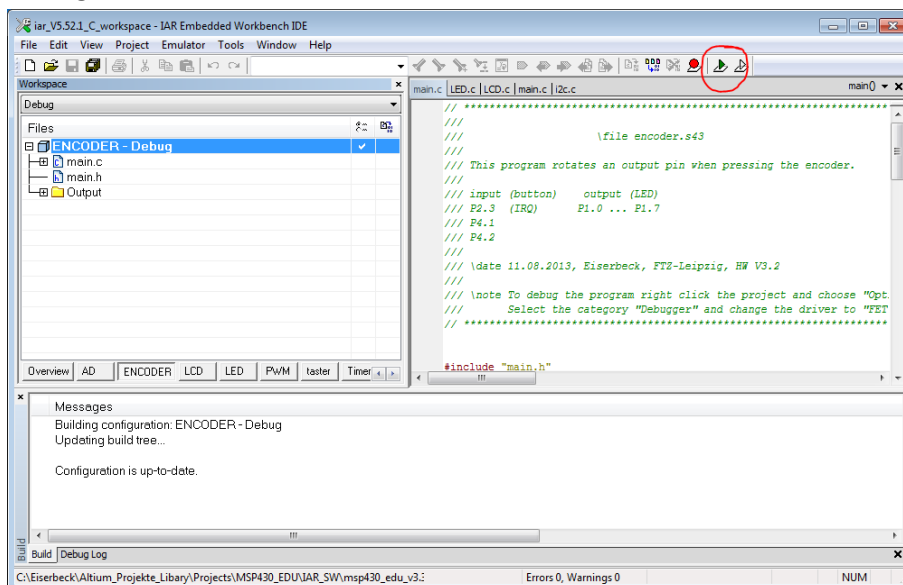 iar_V5.52.1_C_workspace - IAR Embedded Workbench IDE
File Edit View Project Emulator Tools Window Help
Workspace
Debug
Files
ENCODER - Debug
main.c
main.h
Output
Overview AD ENCODER LCD LED PWM taster Timer
main.c LED.c LCD.c main.c i2c.c main()
// ****************************************************************************
///
/// \file encoder.s43
///
/// This program rotates an output pin when pressing the encoder.
///
/// input (button) output (LED)
/// P2.3 (IRQ) P1.0 ... P1.7
/// P4.1
/// P4.2
///
/// \date 11.08.2013, Eiserbeck, FTZ-Leipzig, HW V3.2
///
/// \note To debug the program right click the project and choose "Opt
/// Select the category "Debugger" and change the driver to "FET
// ****************************************************************************
#include "main.h"
Messages
Building configuration: ENCODER - Debug
Updating build tree...
Configuration is up-to-date.
Build
Build Debug Log
C:\Eiserbeck\Altium_Projekte_Libary\Projects\MSP430_EDU\IAR_SW\msp430_edu_v3.: Errors 0, Warnings 0 NUM